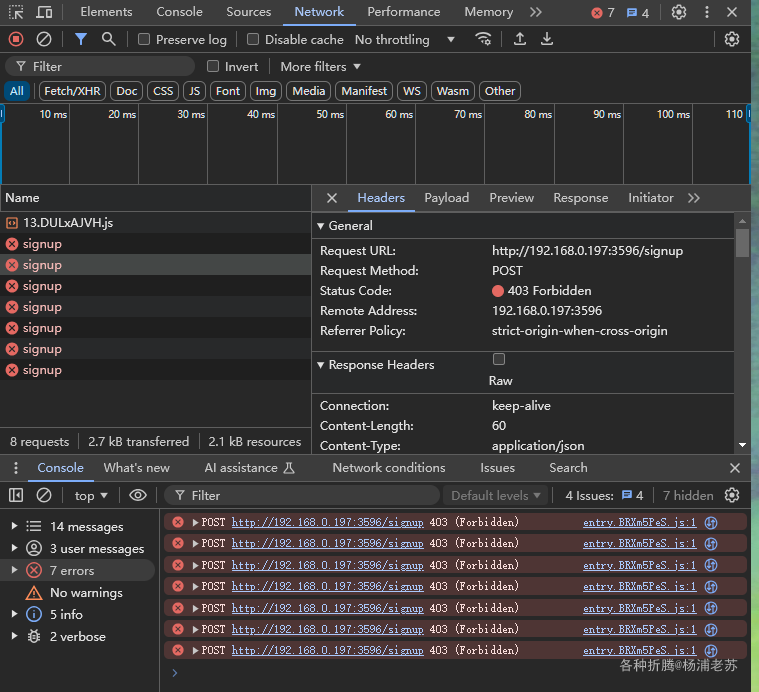 Elements Console Sources Network Performance Memory 7 4
Preserve log Disable cache No throttling
Filter Invert More filters
All Fetch/XHR Doc CSS JS Font Img Media Manifest WS Wasm Other
10 ms 20 ms 30 ms 40 ms 50 ms 60 ms 70 ms 80 ms 90 ms 100 ms 110
Name
13.DULxAJVH.js
signup
signup
signup
signup
signup
signup
signup
8 requests 2.7 kB transferred 2.1 kB resources
Headers Payload Preview Response Initiator
General
Request URL: http://192.168.0.197:3596/signup
Request Method: POST
Status Code: 403 Forbidden
Remote Address: 192.168.0.197:3596
Referrer Policy: strict-origin-when-cross-origin
Response Headers
Raw
Connection: keep-alive
Content-Length: 60
Content-Type: application/json
Console What's new AI assistance Network conditions Issues Search
top Filter Default levels 4 Issues: 4 7 hidden
14 messages
3 user messages
7 errors
No warnings
5 info
2 verbose
POST http://192.168.0.197:3596/signup 403 (Forbidden) entry.BRXm5PeS.js:1
POST http://192.168.0.197:3596/signup 403 (Forbidden) entry.BRXm5PeS.js:1
POST http://192.168.0.197:3596/signup 403 (Forbidden) entry.BRXm5PeS.js:1
POST http://192.168.0.197:3596/signup 403 (Forbidden) entry.BRXm5PeS.js:1
POST http://192.168.0.197:3596/signup 403 (Forbidden) entry.BRXm5PeS.js:1
POST http://192.168.0.197:3596/signup 403 (Forbidden) entry.BRXm5PeS.js:1
POST http://192.168.0.197:3596/signup 403 (Forbidden) entry.BRXm5PeS.js:1
各种折腾@杨浦老苏